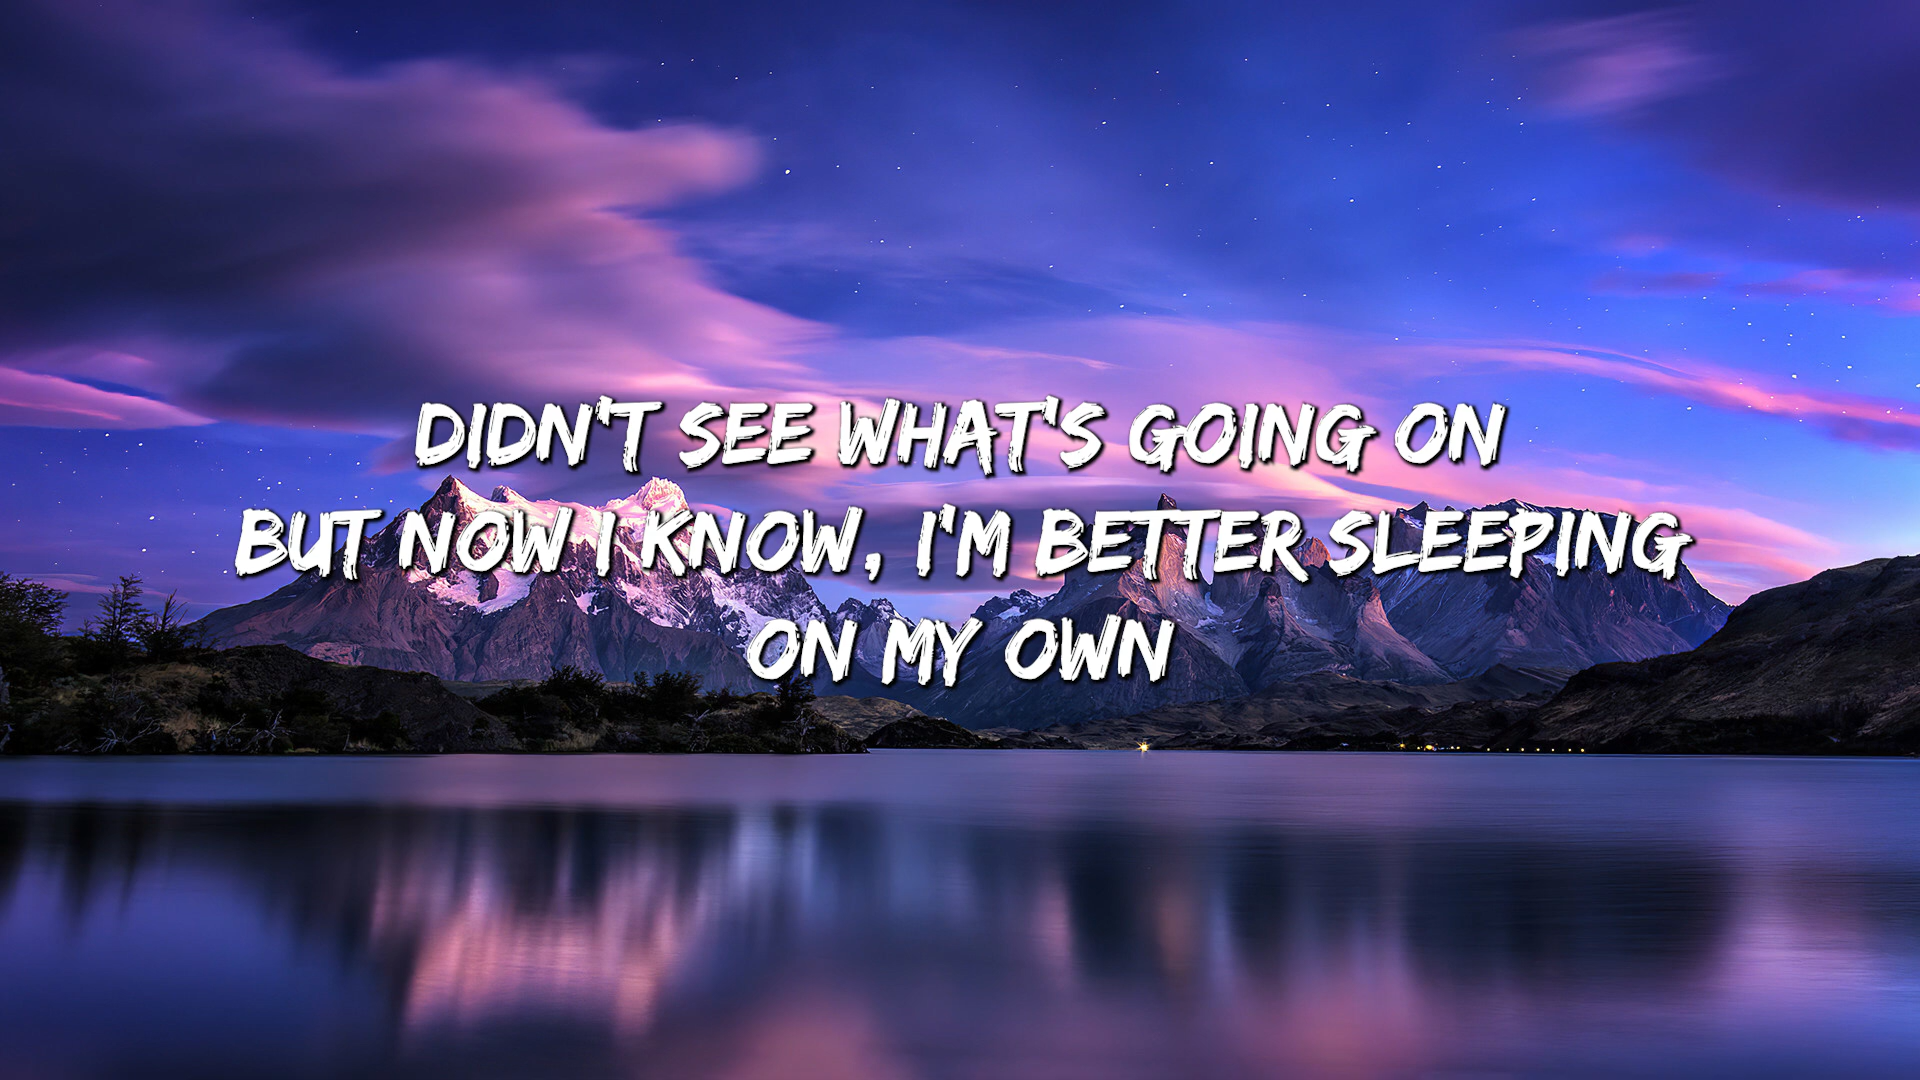 DIDN'T SEE WHAT'S GOING ON
BUT NOW I KNOW, I'M BETTER SLEEPING
ON MY OWN